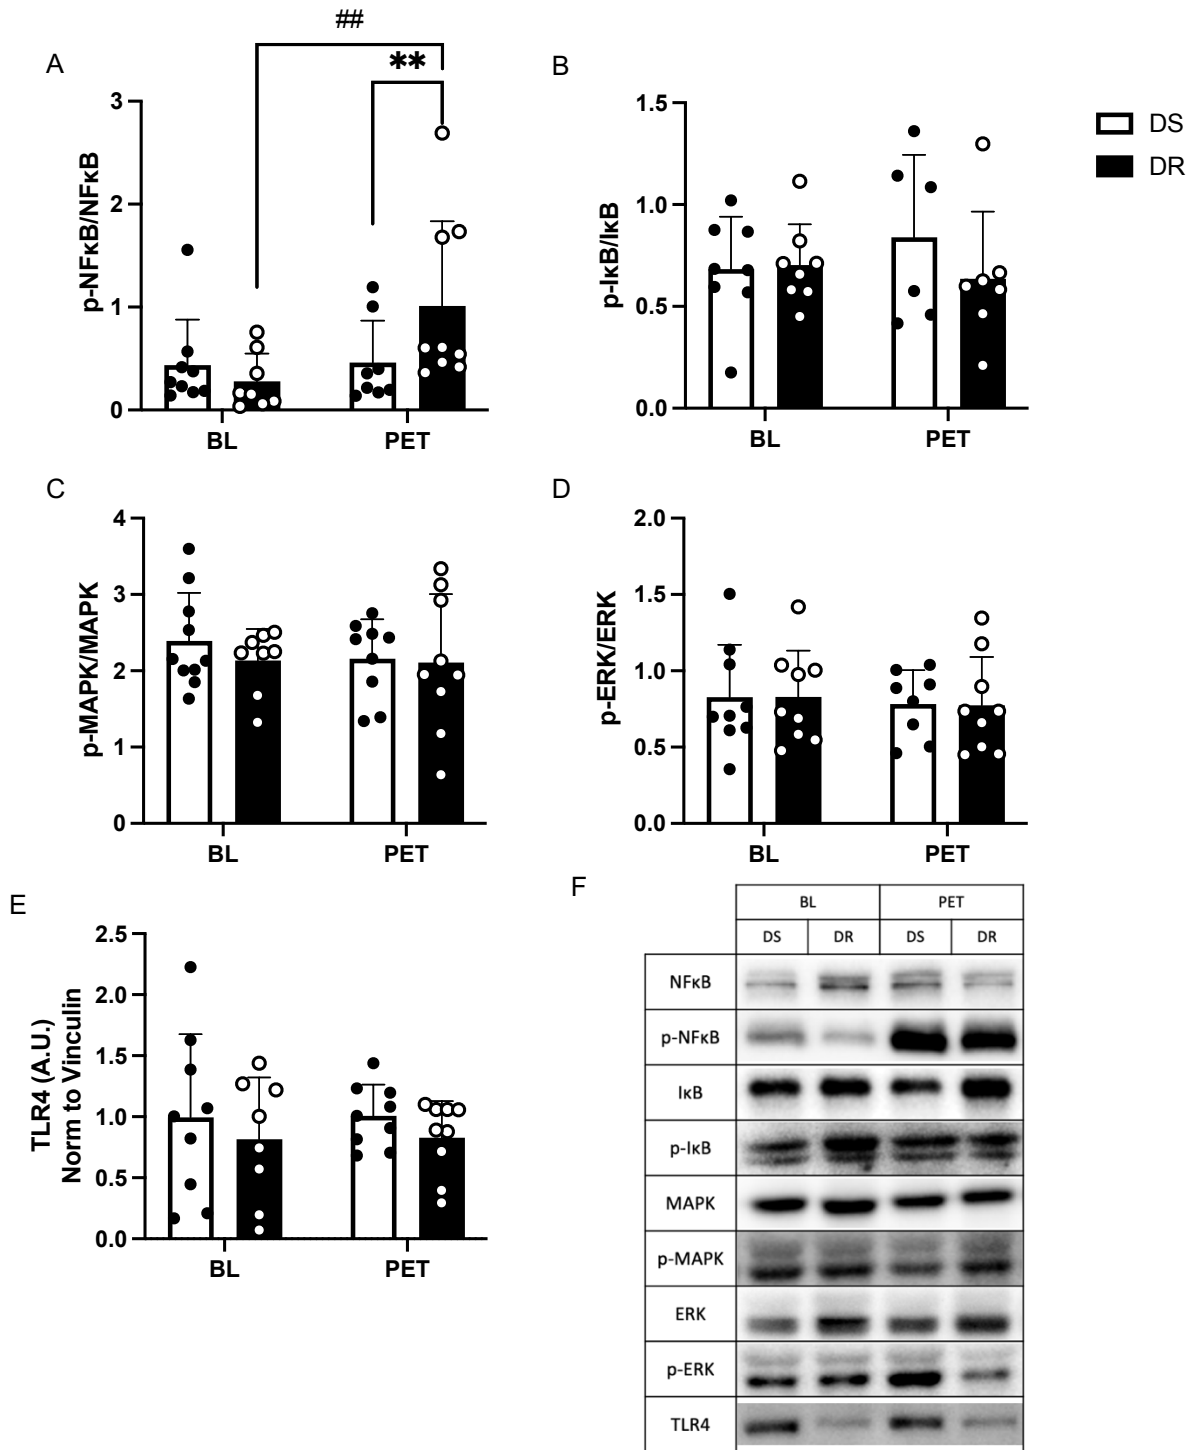 ##
A
**
3
2
1
0
p-NFκB/NFκB
BL
PET
B
1.5
1.0
0.5
0.0
p-IκB/IκB
BL
PET
DS
DR
C
4
3
2
1
0
p-MAPK/MAPK
BL
PET
D
2.0
1.5
1.0
0.5
0.0
p-ERK/ERK
BL
PET
E
2.5
2.0
1.5
1.0
0.5
0.0
TLR4 (A.U.)
Norm to Vinculin
BL
PET
F
BL PET
DS DR DS DR
NFκB
p-NFκB
IκB
p-IκB
MAPK
p-MAPK
ERK
p-ERK
TLR4